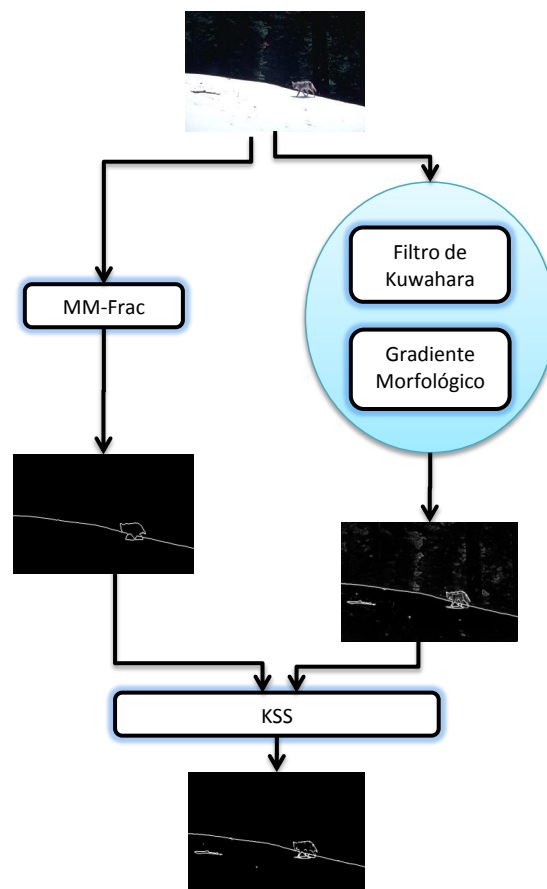 Filtro de
Kuwahara
MM-Frac
Gradiente
Morfológico
KSS